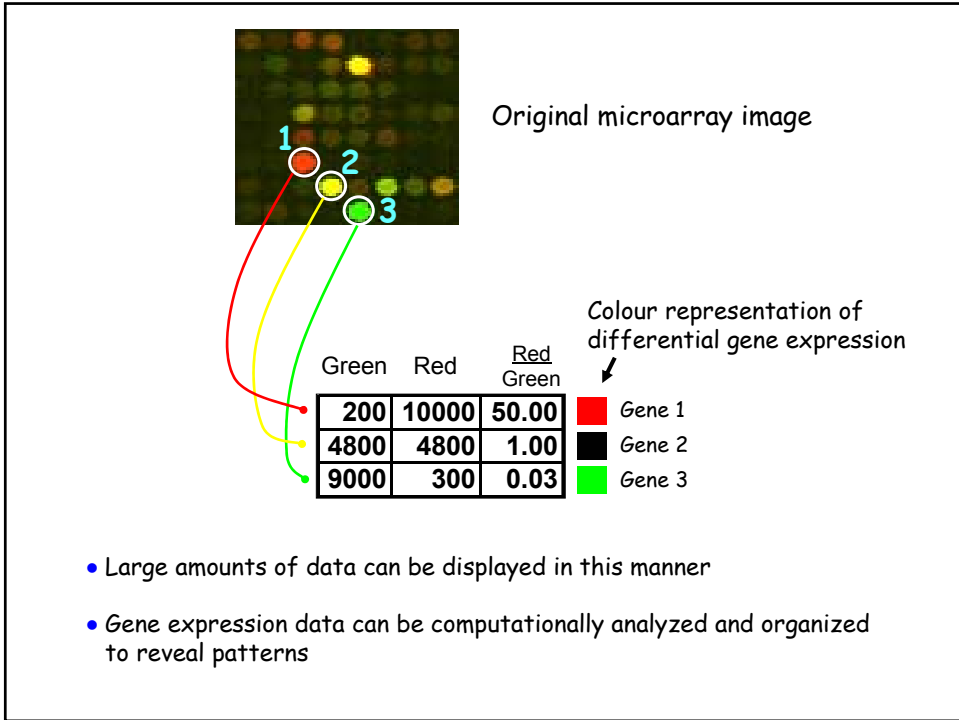 Original microarray image
1
2
3
Colour representation of
differential gene expression
Green Red Red
Green
200 10000 50.00 Gene 1
4800 4800 1.00 Gene 2
9000 300 0.03 Gene 3
• Large amounts of data can be displayed in this manner
• Gene expression data can be computationally analyzed and organized
to reveal patterns